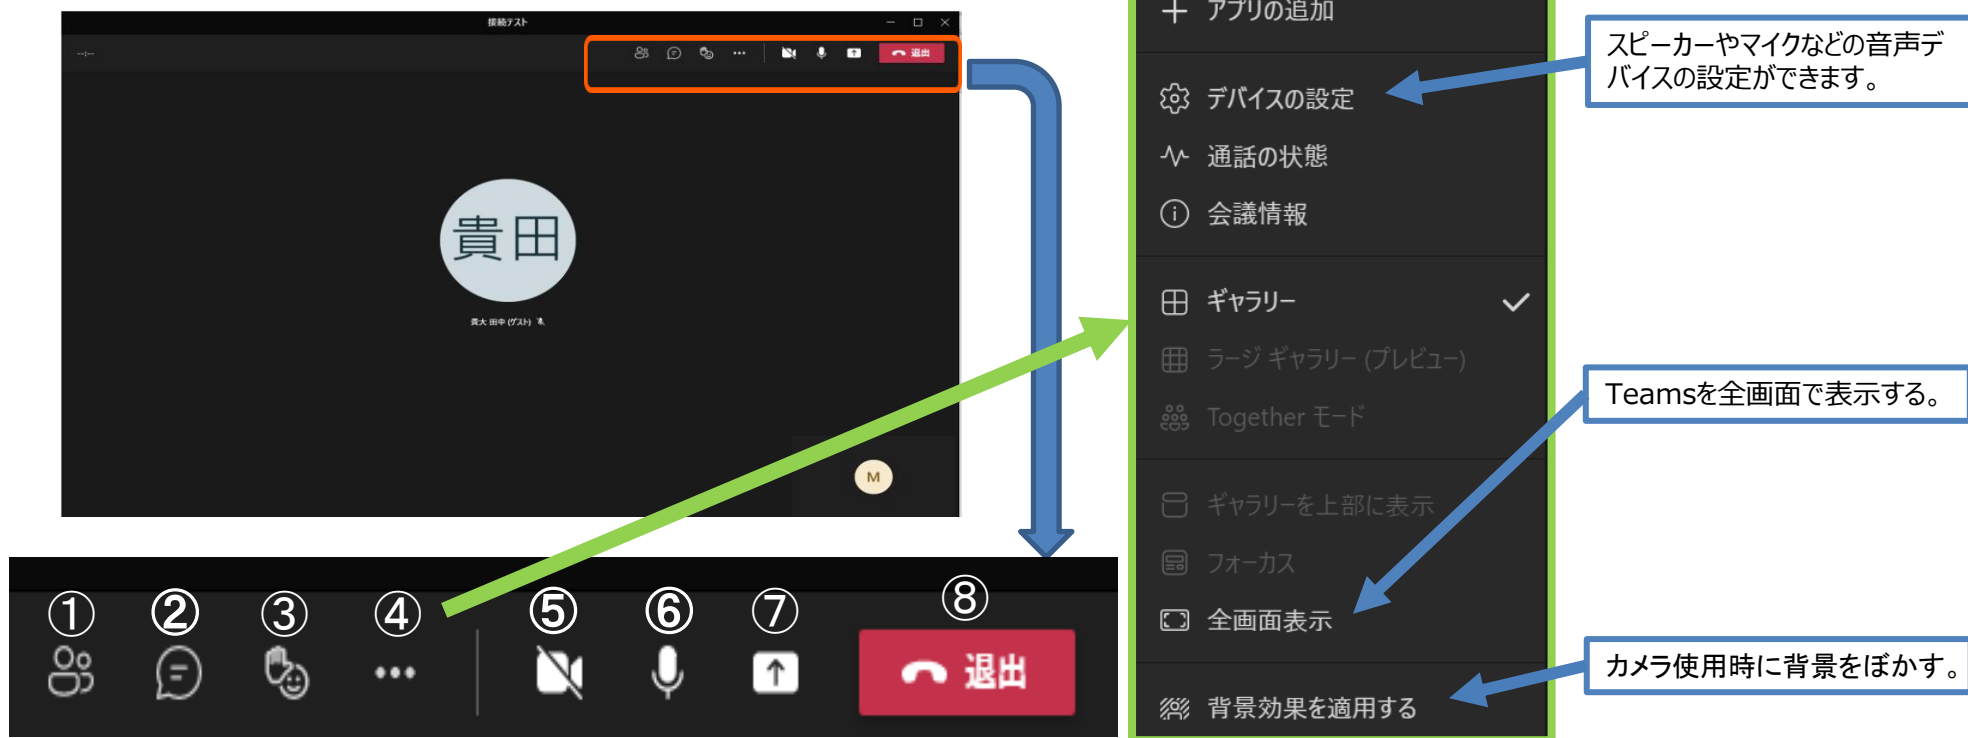 接続テスト
--:--
退出
貴田
貴大 田中 (ゲスト)
M
① ② ③ ④ ⑤ ⑥ ⑦ ⑧
退出
アプリの追加
デバイスの設定
通話の状態
会議情報
ギャラリー
ラージ ギャラリー (プレビュー)
Together モード
ギャラリーを上部に表示
フォーカス
全画面表示
背景効果を適用する
スピーカーやマイクなどの音声デ
バイスの設定ができます。
Teamsを全画面で表示する。
カメラ使用時に背景をぼかす。